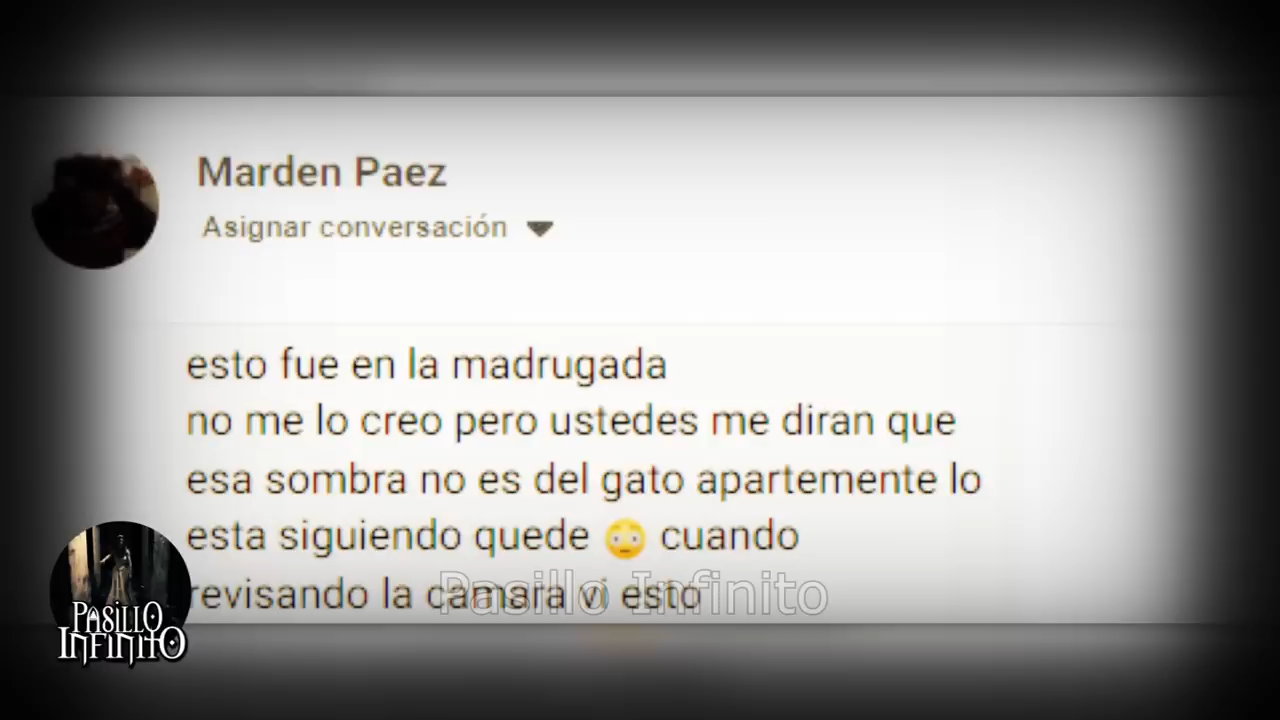 Marden Paez
Asignar conversación
esto fue en la madrugada
no me lo creo pero ustedes me diran que
esa sombra no es del gato apartemente lo
esta siguiendo quede 😳 cuando
revisando la camara vi esto
Pasillo Infinito
PASILLO
INFINITO